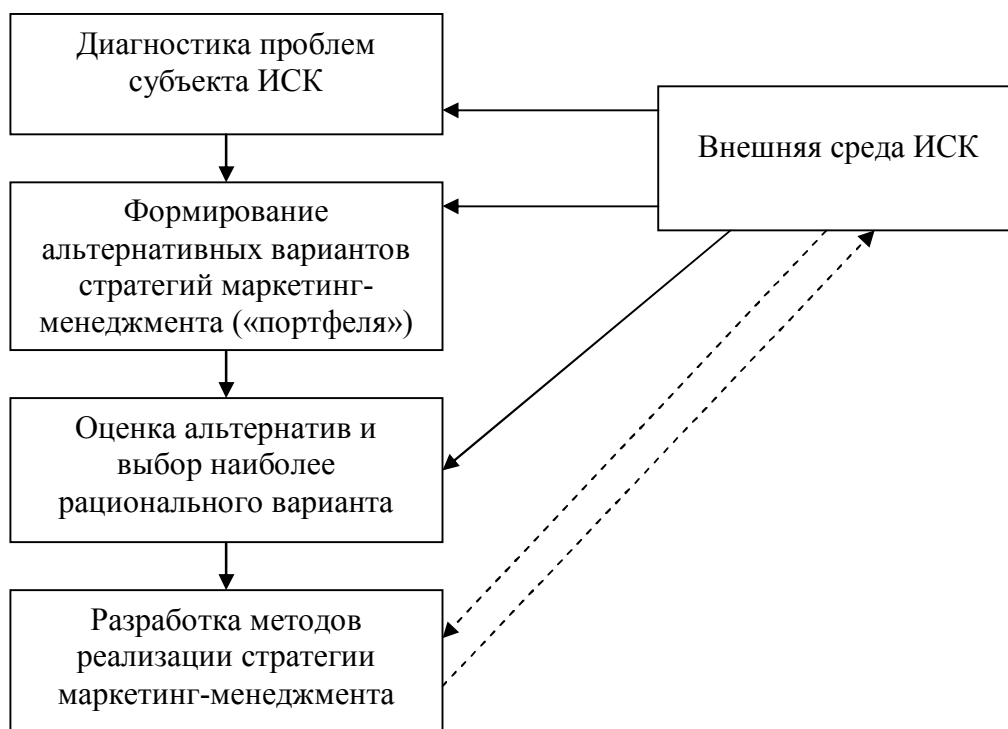 Диагностика проблем
субъекта ИСК
Внешняя среда ИСК
Формирование
альтернативных вариантов
стратегий маркетинг-
менеджмента («портфеля»)
Оценка альтернатив и
выбор наиболее
рационального варианта
Разработка методов
реализации стратегии
маркетинг-менеджмента